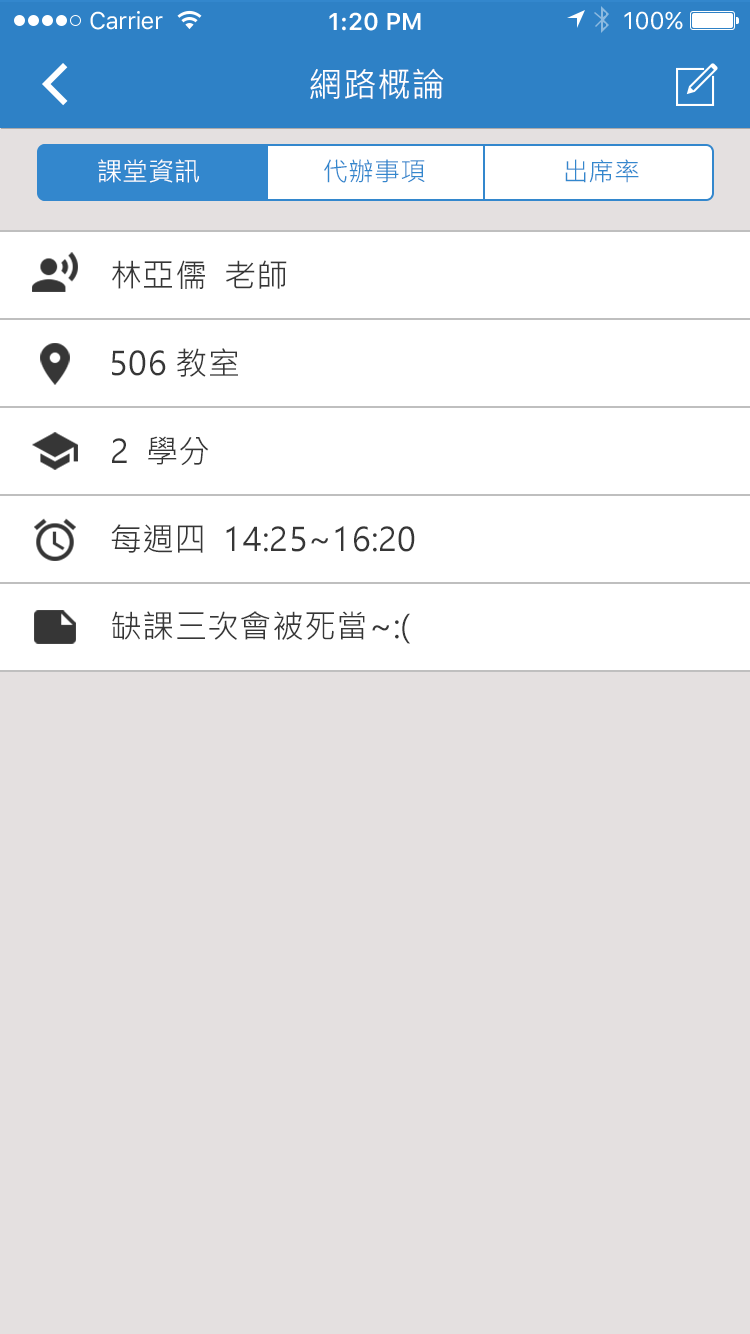 Carrier 1:20 PM 100%
網路概論
課堂資訊 代辦事項 出席率
林亞儒 老師
506 教室
2 學分
每週四 14:25~16:20
缺課三次會被死當~:(